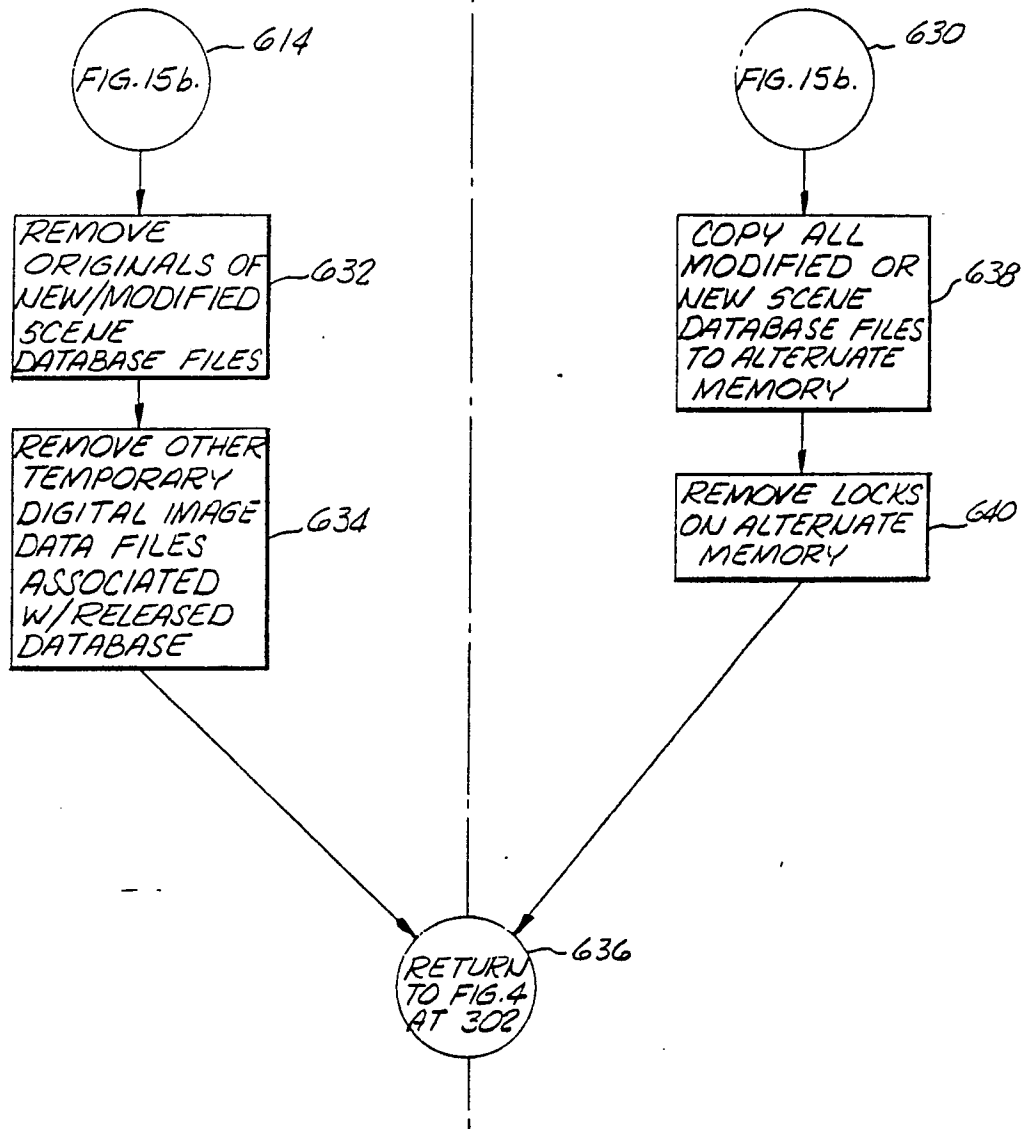 614
FIG. 15b.
REMOVE
ORIGINALS OF
NEW/MODIFIED
SCENE
DATABASE FILES
632
REMOVE OTHER
TEMPORARY
DIGITAL IMAGE
DATA FILES
ASSOCIATED
W/RELEASED
DATABASE
634
630
FIG. 15b.
COPY ALL
MODIFIED OR
NEW SCENE
DATABASE FILES
TO ALTERNATE
MEMORY
638
REMOVE LOCKS
ON ALTERNATE
MEMORY
640
RETURN
TO FIG. 4
AT 302
636